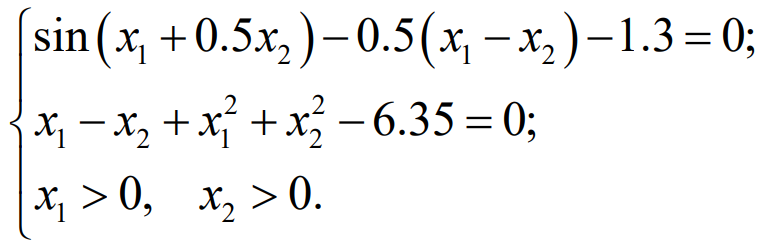 sin(x₁ + 0.5x₂) − 0.5(x₁ − x₂) − 1.3 = 0;
x₁ − x₂ + x₁² + x₂² − 6.35 = 0;
x₁ > 0, x₂ > 0.